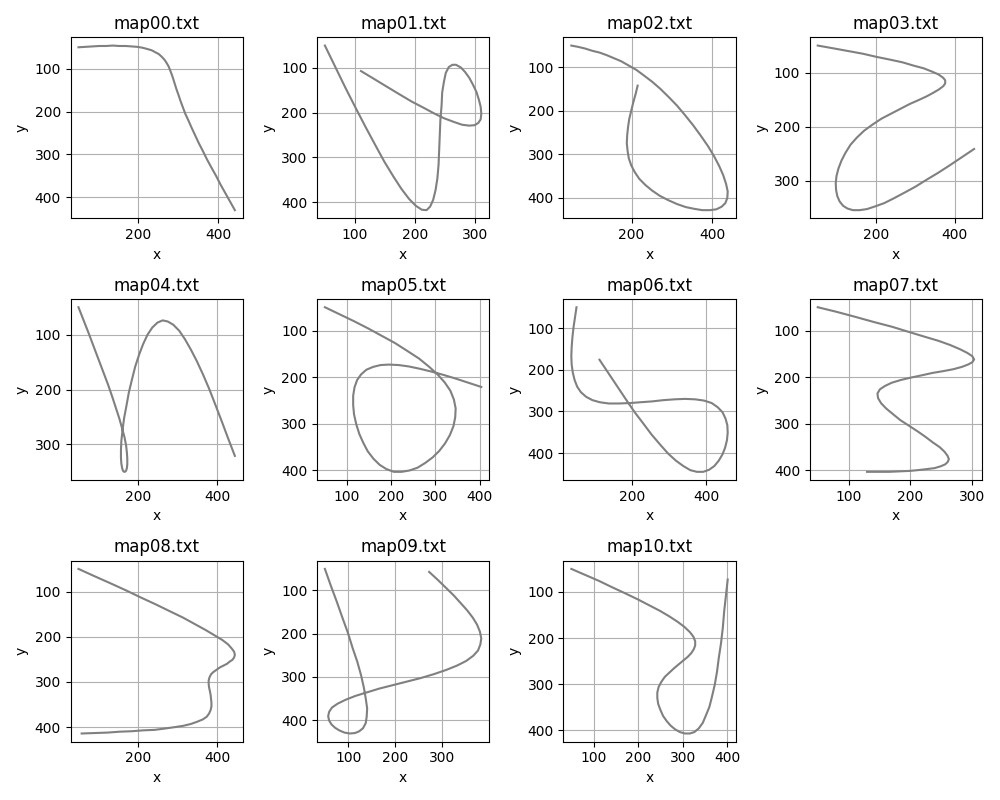 map00.txt map01.txt map02.txt map03.txt
100 200 300 400 y 200 400 x
100 200 300 400 y 100 200 300 x
100 200 300 400 y 200 400 x
100 200 300 y 200 400 x
map04.txt map05.txt map06.txt map07.txt
100 200 300 y 200 400 x
100 200 300 400 y 100 200 300 400 x
100 200 300 400 y 200 400 x
100 200 300 400 y 100 200 300 x
map08.txt map09.txt map10.txt
100 200 300 400 y 200 400 x
100 200 300 400 y 100 200 300 x
100 200 300 400 y 100 200 300 400 x